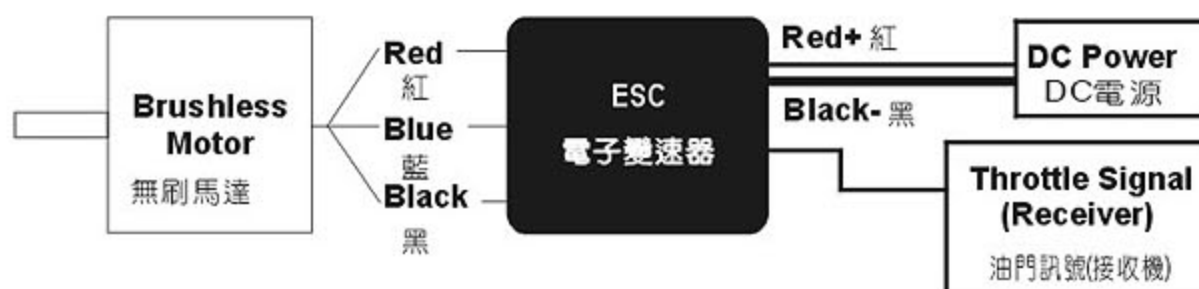 Brushless
Motor
無刷馬達
Red
紅
Blue
藍
Black
黑
ESC
電子變速器
Red+ 紅
Black- 黑
DC Power
DC電源
Throttle Signal
(Receiver)
油門訊號(接收機)